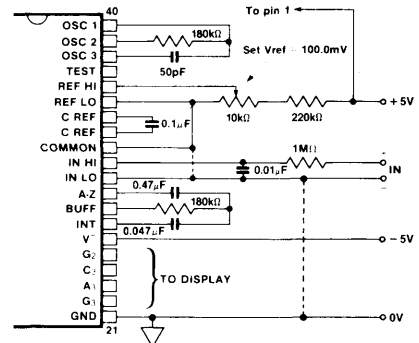 40
To pin 1
OSC 1
OSC 2
180kΩ
OSC 3
50pF
Set Vref = 100.0mV
TEST
REF HI
REF LO
+5V
10kΩ
220kΩ
C REF
0.1µF
C REF
COMMON
1MΩ
IN HI
0.01µF
IN
IN LO
0.47µF
A-Z
BUFF
180kΩ
INT
0.047µF
V-
-5V
G2
C3
A3
G3
TO DISPLAY
GND
0V
21